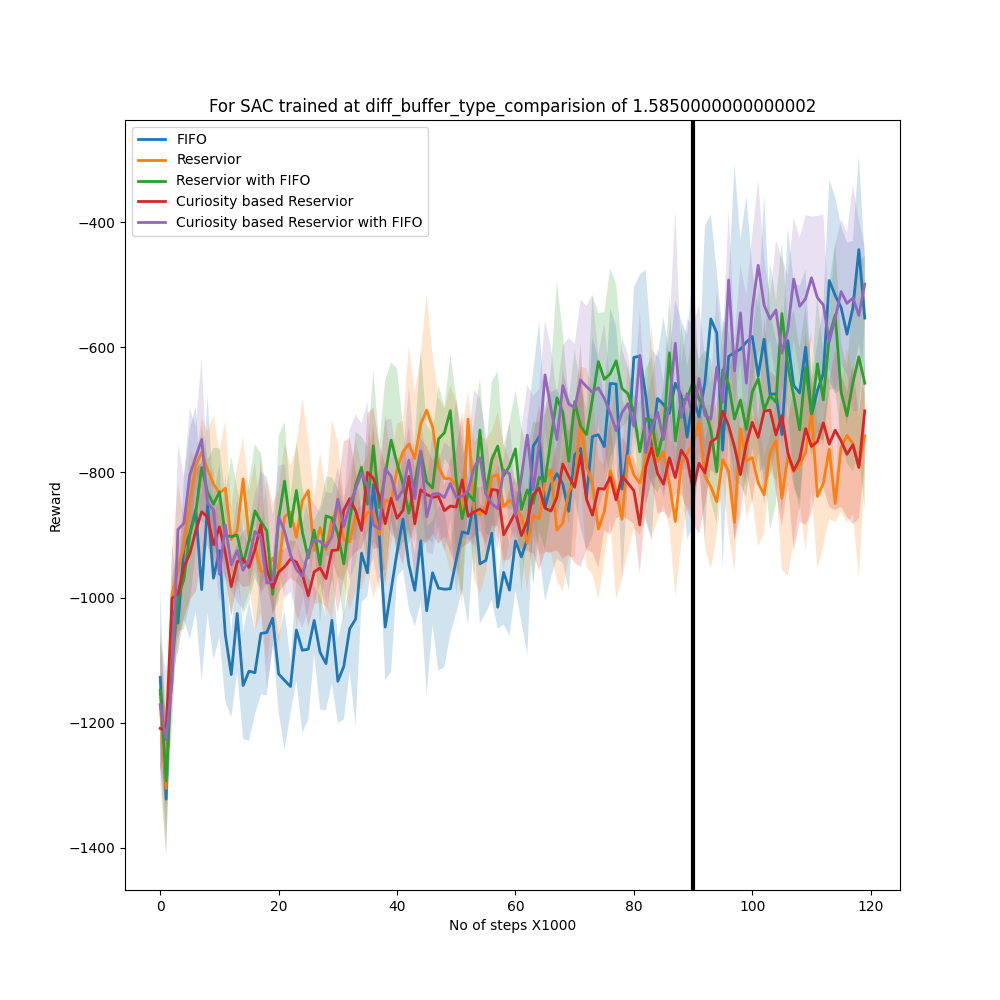 For SAC trained at diff_buffer_type_comparision of 1.5850000000000002
FIFO
Reservior
Reservior with FIFO
Curiosity based Reservior
Curiosity based Reservior with FIFO
−400
−600
−800
−1000
−1200
−1400
Reward
0 20 40 60 80 100 120
No of steps X1000